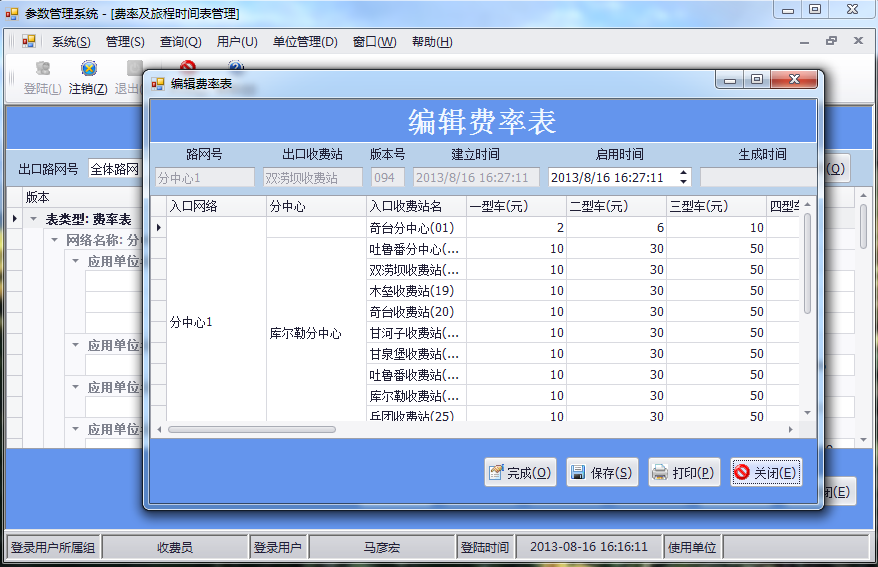 参数管理系统 - [费率及旅程时间表管理]
系统(S) 管理(S) 查询(Q) 用户(U) 单位管理(D) 窗口(W) 帮助(H)
登陆(L) 注销(Z) 退出(
编辑费率表
编辑费率表
路网号 出口收费站 版本号 建立时间 启用时间 生成时间
出口路网号 全体路网 (Q)
分中心1 双涝坝收费站 094 2013/8/16 16:27:11 2013/8/16 16:27:11
版本
入口网络 分中心 入口收费站名 一型车(元) 二型车(元) 三型车(元) 四型车
表类型: 费率表
奇台分中心(01) 2 6 10
网络名称: 分
吐鲁番分中心(... 10 30 50
应用单位
双涝坝收费站(... 10 30 50
木垒收费站(19) 10 30 50
奇台收费站(20) 10 30 50
分中心1
库尔勒分中心
甘河子收费站(... 10 30 50
应用单位
甘泉堡收费站(... 10 30 50
吐鲁番收费站(... 10 30 50
应用单位
库尔勒收费站(... 10 30 50
兵团收费站(25) 10 30 50
应用单位
完成(O) 保存(S) 打印(P) 关闭(E)
闭(E)
登录用户所属组 收费员 登录用户 马彦宏 登陆时间 2013-08-16 16:16:11 使用单位